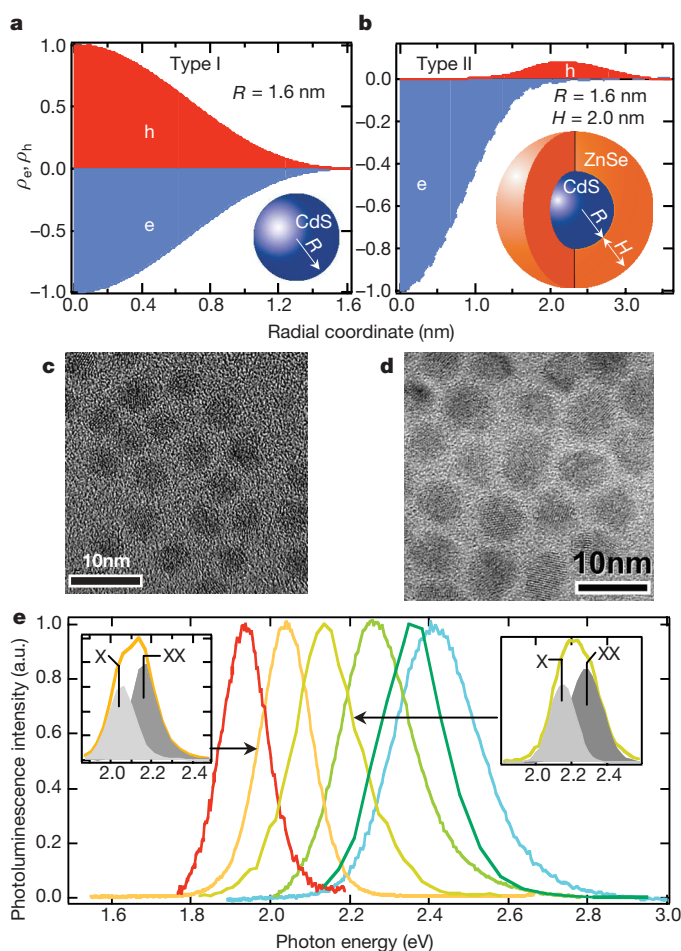 a
b
Type I
R = 1.6 nm
h
e
CdS
R
1.0
0.5
0.0
−0.5
−1.0
ρe, ρh
0.0
0.4
0.8
1.2
1.6
Type II
h
R = 1.6 nm
H = 2.0 nm
e
ZnSe
CdS
R
H
0.0
−0.2
−0.4
−0.6
−0.8
−1.0
0.0
1.0
2.0
3.0
Radial coordinate (nm)
c
d
10nm
10nm
e
Photoluminescence intensity (a.u.)
1.0
0.8
0.6
0.4
0.2
0.0
X
XX
2.0
2.2
2.4
X
XX
2.0
2.2
2.4
1.6
1.8
2.0
2.2
2.4
2.6
2.8
3.0
Photon energy (eV)